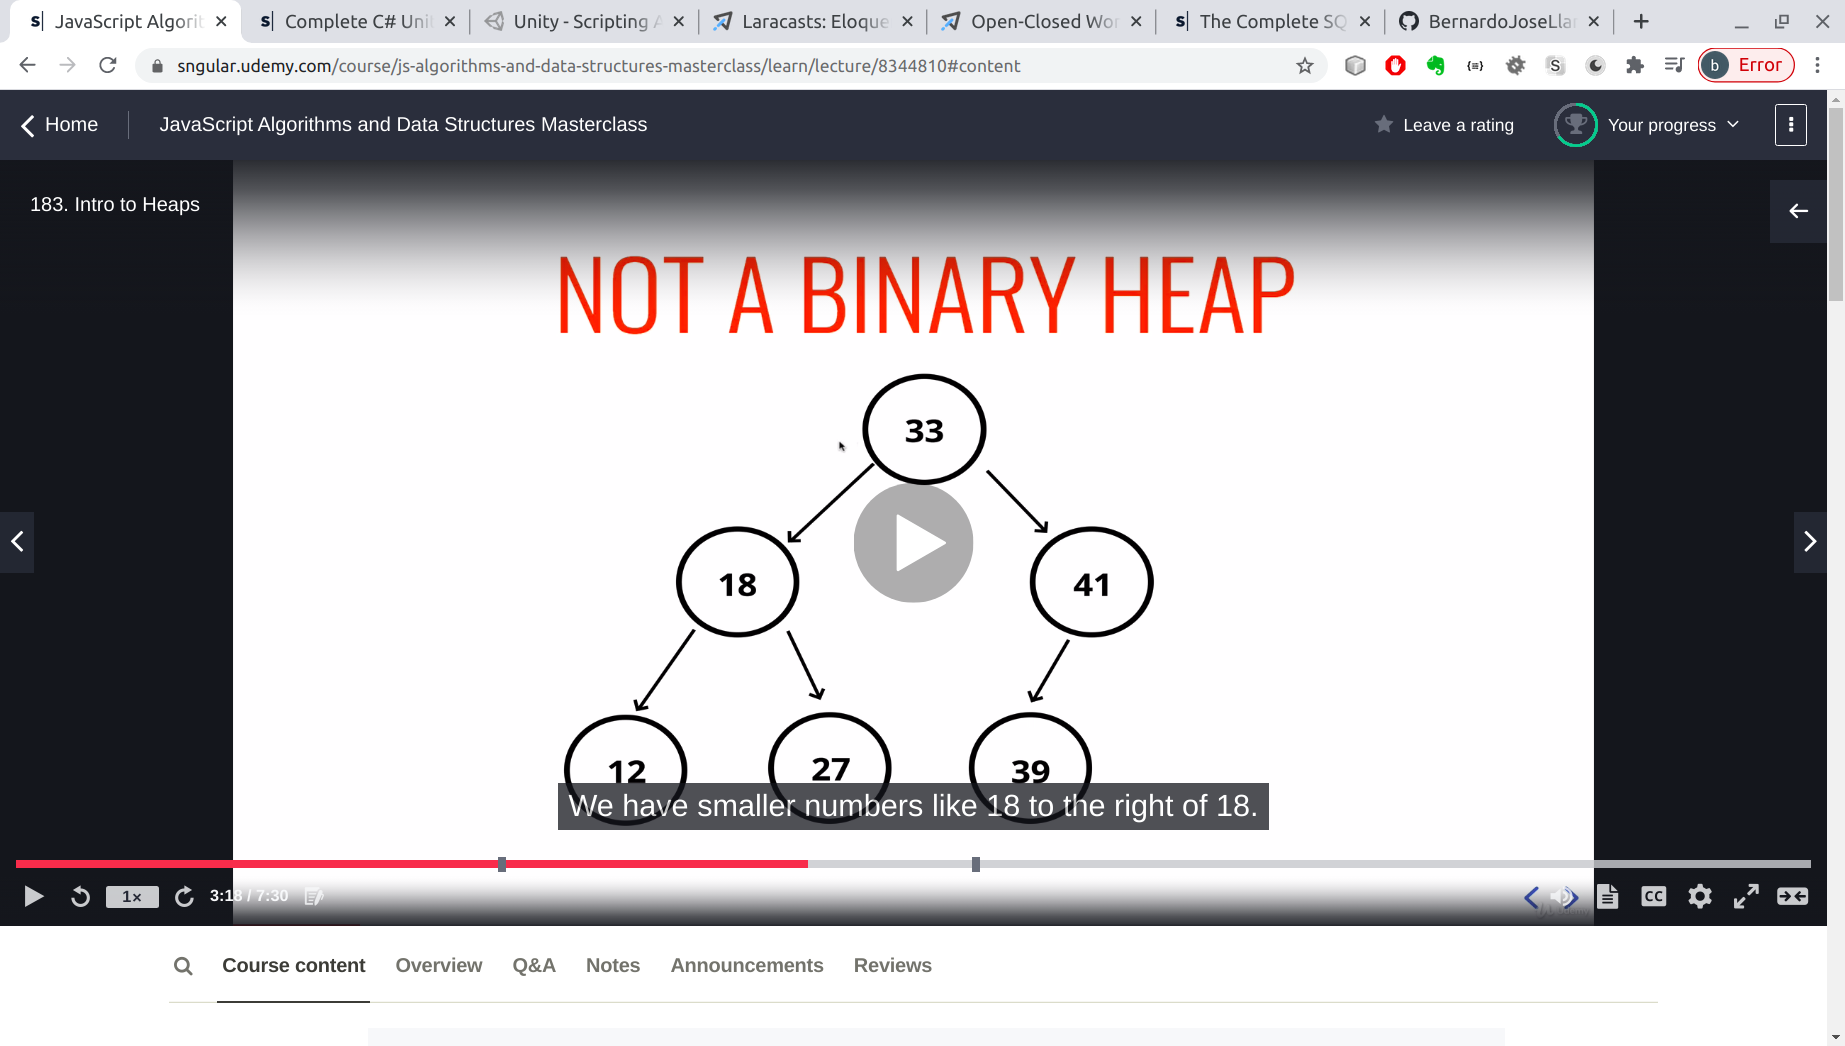 JavaScript Algorit
Complete C# Uni
Unity - Scripting A
Laracasts: Eloque
Open-Closed Wor
The Complete SQ
BernardoJoseLla
sngular.udemy.com/course/js-algorithms-and-data-structures-masterclass/learn/lecture/8344810#content
b Error
Home
JavaScript Algorithms and Data Structures Masterclass
Leave a rating
Your progress
183. Intro to Heaps
NOT A BINARY HEAP
33
18
41
12
27
39
We have smaller numbers like 18 to the right of 18.
1×
3:18 / 7:30
CC
Course content
Overview
Q&A
Notes
Announcements
Reviews